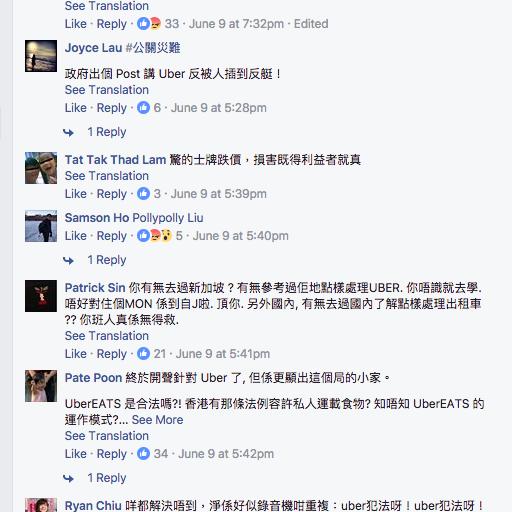 See Translation
Like · Reply · 33 · June 9 at 7:32pm · Edited
Joyce Lau #公關災難
政府出個 Post 講 Uber 反被人插到反艇！
See Translation
Like · Reply · 6 · June 9 at 5:28pm
1 Reply
Tat Tak Thad Lam 驚的士牌跌價，損害既得利益者就真
See Translation
Like · Reply · 3 · June 9 at 5:39pm
Samson Ho Pollypolly Liu
Like · Reply · 5 · June 9 at 5:40pm
1 Reply
Patrick Sin 你有無去過新加坡？有無參考過佢地點樣處理UBER. 你唔識就去學.
唔好對住個MON 係到自J啦. 頂你. 另外國內, 有無去過國內了解點樣處理出租車
?? 你班人真係無得救.
See Translation
Like · Reply · 21 · June 9 at 5:41pm
Pate Poon 終於開聲針對 Uber 了, 但係更顯出這個局的小家。
UberEATS 是合法嗎?! 香港有那條法例容許私人運載食物? 知唔知 UberEATS 的
運作模式?... See More
See Translation
Like · Reply · 34 · June 9 at 5:42pm
1 Reply
Ryan Chiu 咩都解決唔到，淨係好似錄音機咁重複：uber犯法呀！uber犯法呀！